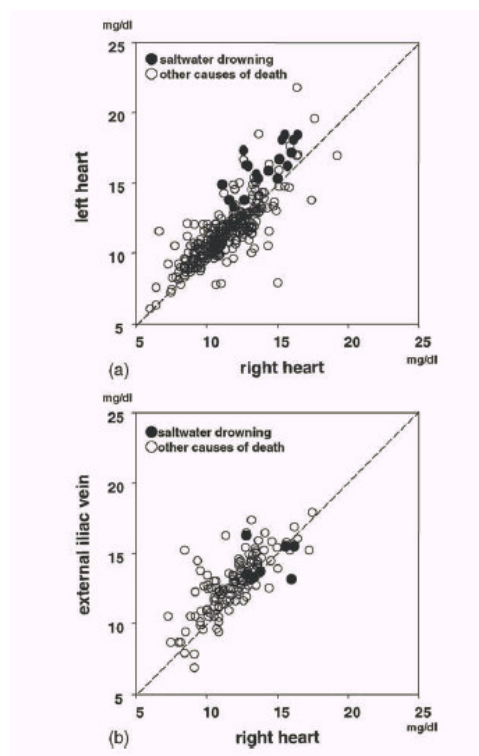 mg/dl
25
● saltwater drowning
○ other causes of death
20
left heart
15
10
5
5 10 15 20 25
mg/dl
right heart
(a)
mg/dl
25
●saltwater drowning
○other causes of death
20
external iliac vein
15
10
5
5 10 15 20 25
mg/dl
right heart
(b)